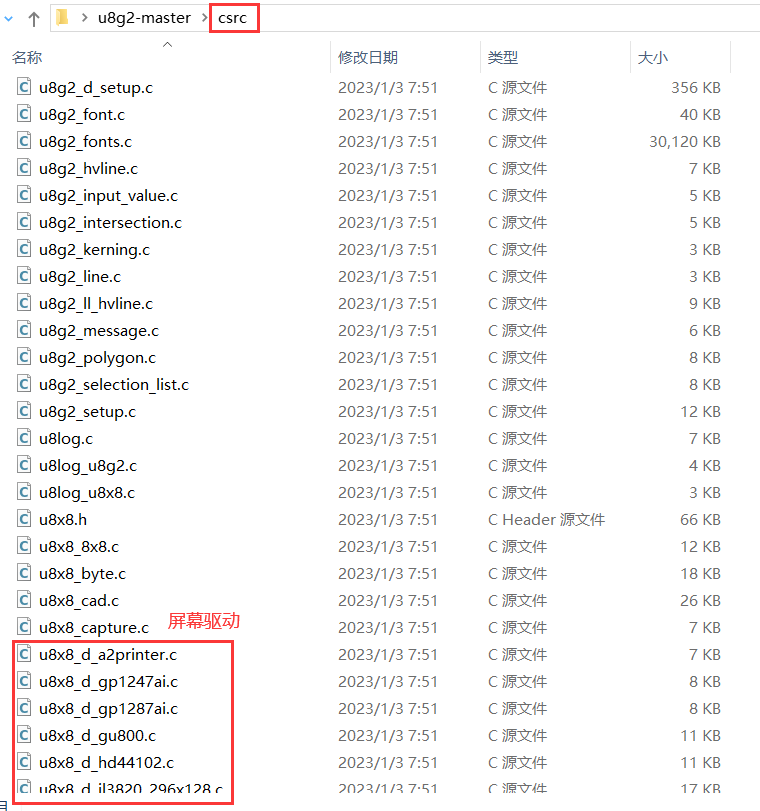 u8g2-master > csrc
名称 修改日期 类型 大小
u8g2_d_setup.c 2023/1/3 7:51 C 源文件 356 KB
u8g2_font.c 2023/1/3 7:51 C 源文件 40 KB
u8g2_fonts.c 2023/1/3 7:51 C 源文件 30,120 KB
u8g2_hvline.c 2023/1/3 7:51 C 源文件 7 KB
u8g2_input_value.c 2023/1/3 7:51 C 源文件 5 KB
u8g2_intersection.c 2023/1/3 7:51 C 源文件 5 KB
u8g2_kerning.c 2023/1/3 7:51 C 源文件 3 KB
u8g2_line.c 2023/1/3 7:51 C 源文件 3 KB
u8g2_ll_hvline.c 2023/1/3 7:51 C 源文件 9 KB
u8g2_message.c 2023/1/3 7:51 C 源文件 6 KB
u8g2_polygon.c 2023/1/3 7:51 C 源文件 8 KB
u8g2_selection_list.c 2023/1/3 7:51 C 源文件 8 KB
u8g2_setup.c 2023/1/3 7:51 C 源文件 12 KB
u8log.c 2023/1/3 7:51 C 源文件 7 KB
u8log_u8g2.c 2023/1/3 7:51 C 源文件 4 KB
u8log_u8x8.c 2023/1/3 7:51 C 源文件 3 KB
u8x8.h 2023/1/3 7:51 C Header 源文件 66 KB
u8x8_8x8.c 2023/1/3 7:51 C 源文件 12 KB
u8x8_byte.c 2023/1/3 7:51 C 源文件 18 KB
u8x8_cad.c 2023/1/3 7:51 C 源文件 26 KB
u8x8_capture.c 屏幕驱动 2023/1/3 7:51 C 源文件 7 KB
u8x8_d_a2printer.c 2023/1/3 7:51 C 源文件 7 KB
u8x8_d_gp1247ai.c 2023/1/3 7:51 C 源文件 8 KB
u8x8_d_gp1287ai.c 2023/1/3 7:51 C 源文件 8 KB
u8x8_d_gu800.c 2023/1/3 7:51 C 源文件 11 KB
u8x8_d_hd44102.c 2023/1/3 7:51 C 源文件 11 KB
u8x8_d_il3820_296x128.c 2023/1/3 7:51 C 源文件 17 KB